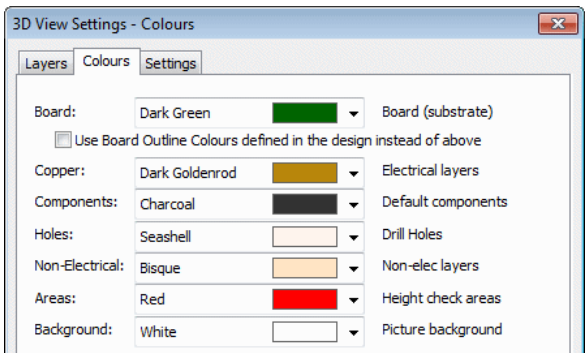 3D View Settings - Colours
Layers Colours Settings
Board: Dark Green Board (substrate)
Use Board Outline Colours defined in the design instead of above
Copper: Dark Goldenrod Electrical layers
Components: Charcoal Default components
Holes: Seashell Drill Holes
Non-Electrical: Bisque Non-elec layers
Areas: Red Height check areas
Background: White Picture background